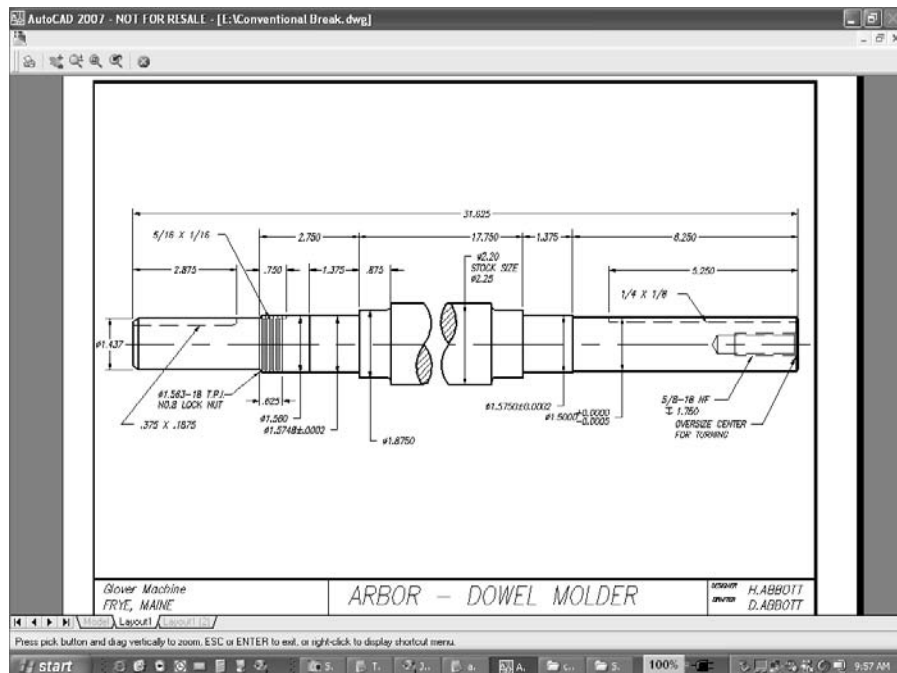 AutoCAD 2007 - NOT FOR RESALE - [E:\Conventional Break.dwg]
31.625
5/16 X 1/16
2.750
17.750
1.375
8.250
2.875
.750
1.375
.875
ø2.20
STOCK SIZE
ø2.25
5.250
1/4 X 1/8
ø1.437
ø1.563-18 T.P.I.
NO.8 LOCK NUT
.625
.375 X .1875
ø1.560
ø1.5748±.0002
ø1.8750
ø1.5750±0.0002
ø1.5000 +0.0000
-0.0005
5/8-18 NF
↧ 1.750
OVERSIZE CENTER
FOR TURNING
Glover Machine
FRYE, MAINE
ARBOR - DOWEL MOLDER
DESIGNER H.ABBOTT
DRAFTER D.ABBOTT
Model Layout1 Layout1 (2)
Press pick button and drag vertically to zoom. ESC or ENTER to exit, or right-click to display shortcut menu.
start
S. T. J.. a. A. c.. S. 100% 9:57 AM